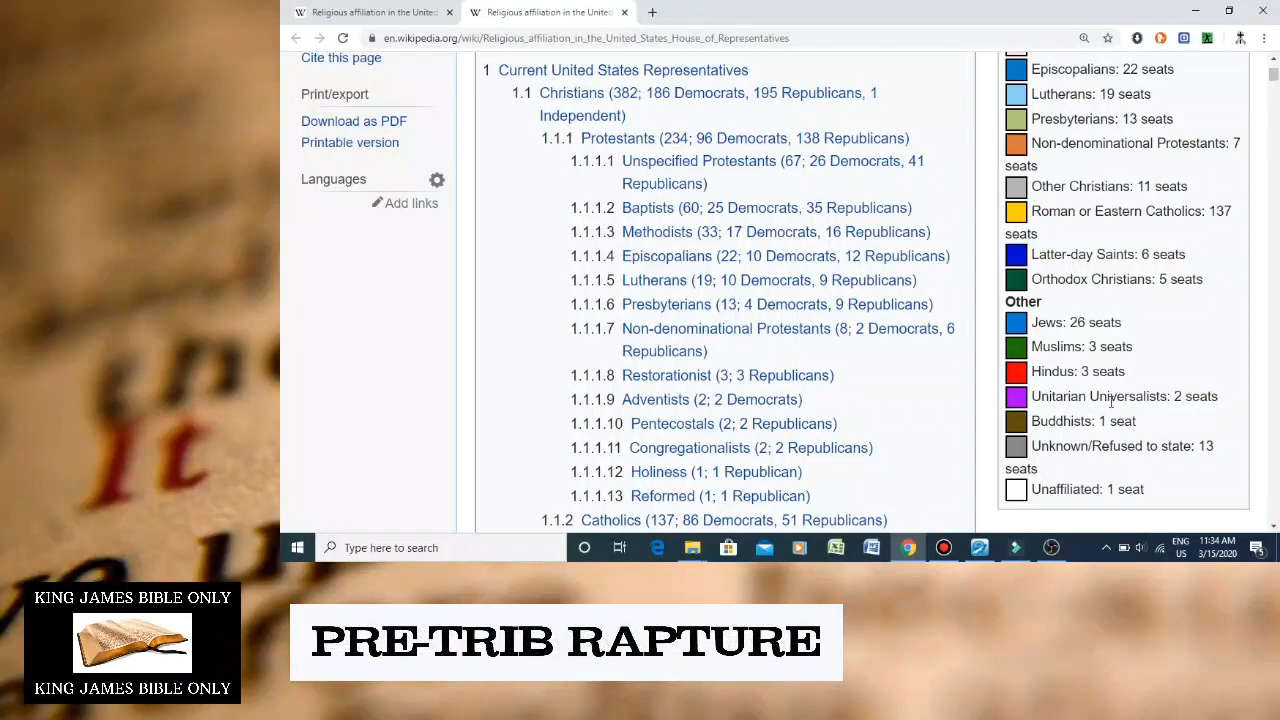 Religious affiliation in the United
Religious affiliation in the United
en.wikipedia.org/wiki/Religious_affiliation_in_the_United_States_House_of_Representatives
Cite this page
Print/export
Download as PDF
Printable version
Languages
Add links
1 Current United States Representatives
1.1 Christians (382; 186 Democrats, 195 Republicans, 1
Independent)
1.1.1 Protestants (234; 96 Democrats, 138 Republicans)
1.1.1.1 Unspecified Protestants (67; 26 Democrats, 41
Republicans)
1.1.1.2 Baptists (60; 25 Democrats, 35 Republicans)
1.1.1.3 Methodists (33; 17 Democrats, 16 Republicans)
1.1.1.4 Episcopalians (22; 10 Democrats, 12 Republicans)
1.1.1.5 Lutherans (19; 10 Democrats, 9 Republicans)
1.1.1.6 Presbyterians (13; 4 Democrats, 9 Republicans)
1.1.1.7 Non-denominational Protestants (8; 2 Democrats, 6
Republicans)
1.1.1.8 Restorationist (3; 3 Republicans)
1.1.1.9 Adventists (2; 2 Democrats)
1.1.1.10 Pentecostals (2; 2 Republicans)
1.1.1.11 Congregationalists (2; 2 Republicans)
1.1.1.12 Holiness (1; 1 Republican)
1.1.1.13 Reformed (1; 1 Republican)
1.1.2 Catholics (137; 86 Democrats, 51 Republicans)
Episcopalians: 22 seats
Lutherans: 19 seats
Presbyterians: 13 seats
Non-denominational Protestants: 7
seats
Other Christians: 11 seats
Roman or Eastern Catholics: 137
seats
Latter-day Saints: 6 seats
Orthodox Christians: 5 seats
Other
Jews: 26 seats
Muslims: 3 seats
Hindus: 3 seats
Unitarian Universalists: 2 seats
Buddhists: 1 seat
Unknown/Refused to state: 13
seats
Unaffiliated: 1 seat
Type here to search
ENG
US
11:34 AM
3/15/2020
5
It
KING JAMES BIBLE ONLY
KING JAMES BIBLE ONLY
PRE-TRIB RAPTURE